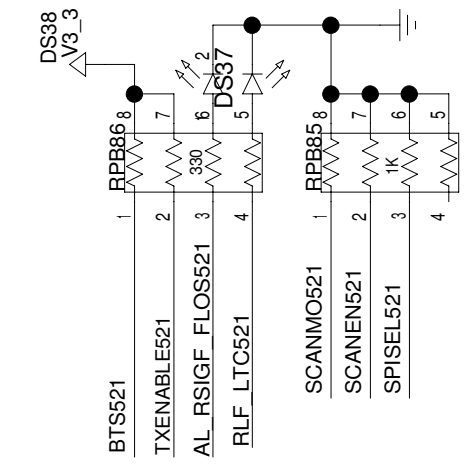 DS38
V3_3
2
DS37
RPB86
8
7
6
5
330
1
2
3
4
BTS521
TXENABLE521
AL_RSIGF_FLOS521
RLF_LTC521
RPB85
8
7
6
5
1K
1
2
3
4
SCANMO521
SCANEN521
SPISEL521